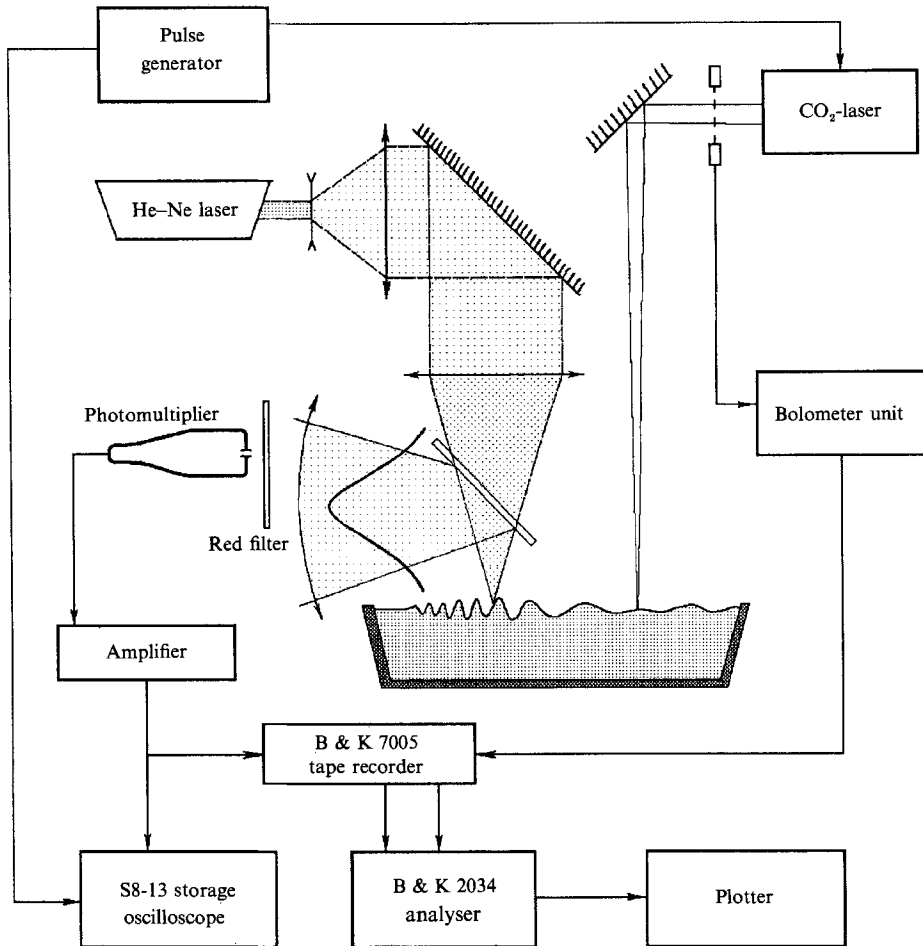 Pulse
generator
CO₂-laser
He–Ne laser
Bolometer unit
Photomultiplier
Red filter
Amplifier
B & K 7005
tape recorder
S8-13 storage
oscilloscope
B & K 2034
analyser
Plotter